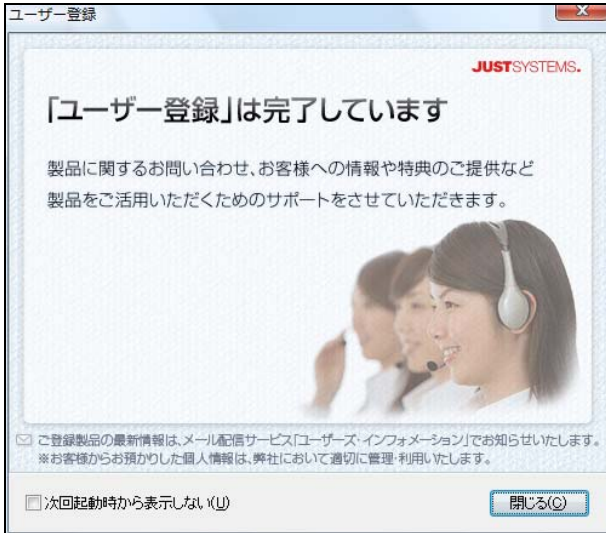 ユーザー登録
JUSTSYSTEMS.
「ユーザー登録」は完了しています
製品に関するお問い合わせ、お客様への情報や特典のご提供など
製品をご活用いただくためのサポートをさせていただきます。
ご登録製品の最新情報は、メール配信サービス「ユーザーズ・インフォメーション」でお知らせいたします。
※お客様からお預かりした個人情報は、弊社において適切に管理・利用いたします。
次回起動時から表示しない(U)
閉じる(C)